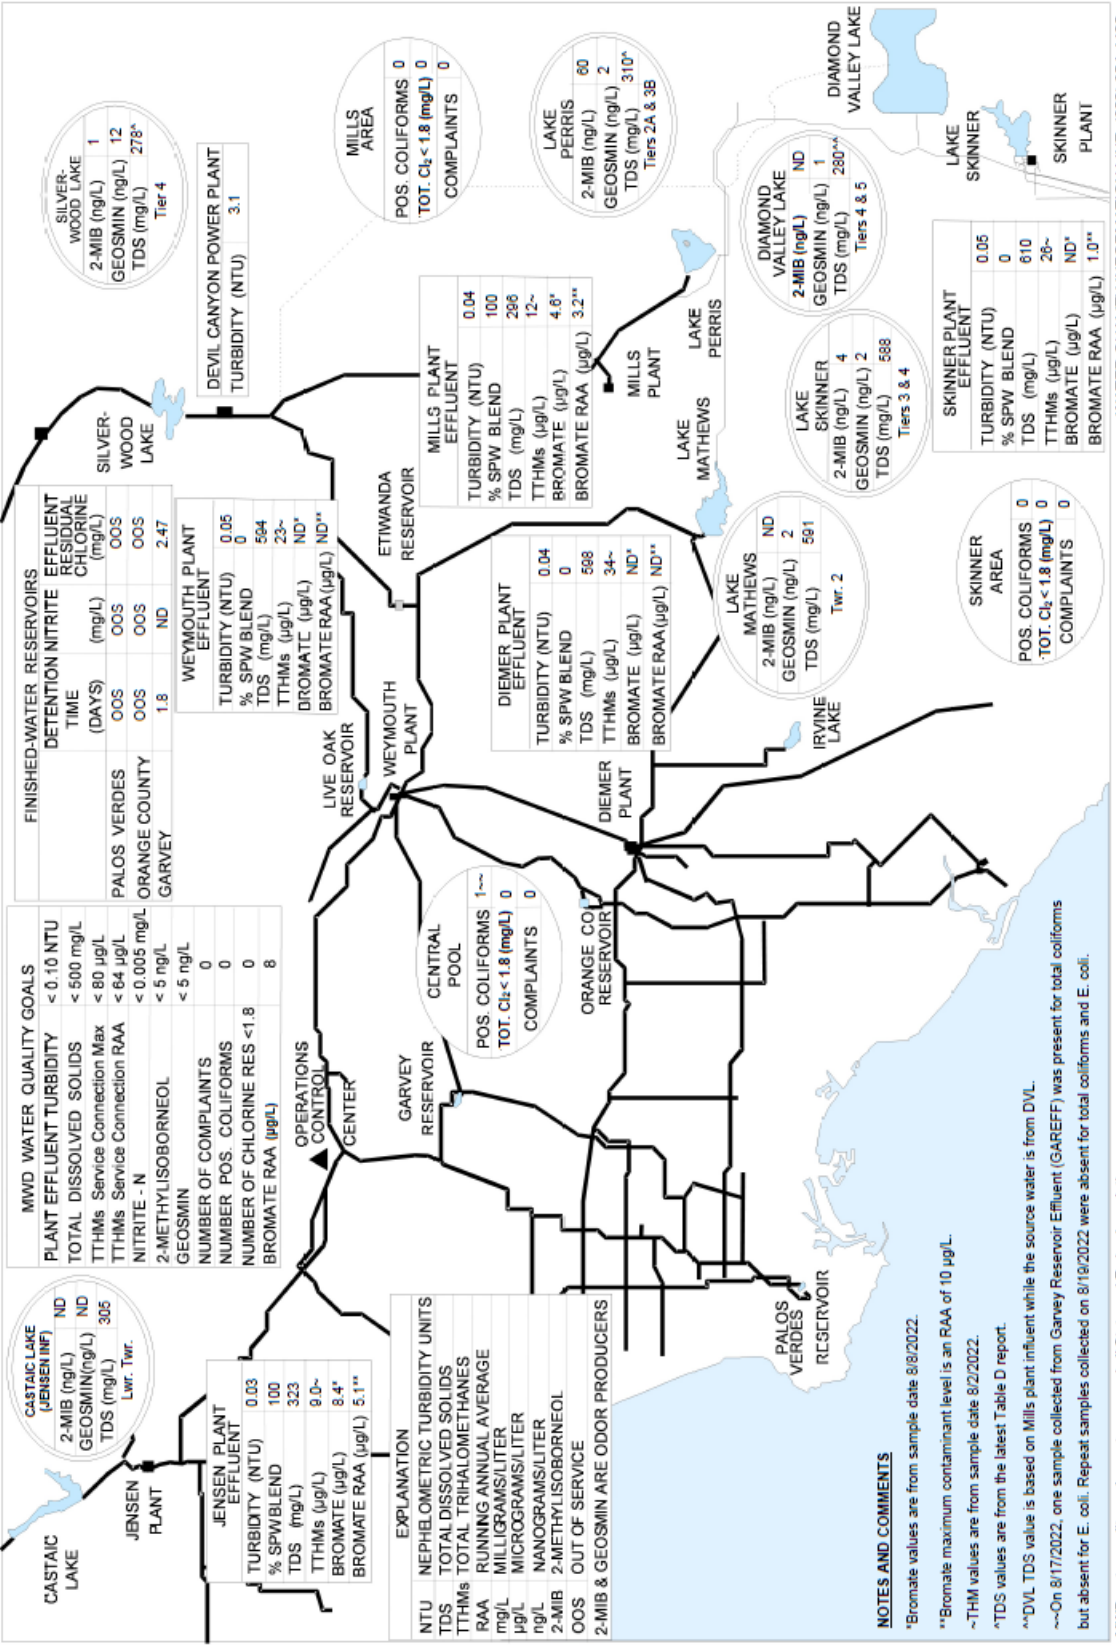 CASTAIC LAKE
(JENSEN INF)
2-MIB (ng/L) ND
GEOSMIN(ng/L) ND
TDS (mg/L) 305
Lwr. Twr.
CASTAIC
LAKE
JENSEN
PLANT
JENSEN PLANT
EFFLUENT
TURBIDITY (NTU) 0.03
% SPW BLEND 100
TDS (mg/L) 323
TTHMs (µg/L) 9.0~
BROMATE (µg/L) 8.4*
BROMATE RAA (µg/L) 5.1**
MWD WATER QUALITY GOALS
PLANT EFFLUENT TURBIDITY < 0.10 NTU
TOTAL DISSOLVED SOLIDS < 500 mg/L
TTHMs Service Connection Max < 80 µg/L
TTHMs Service Connection RAA < 64 µg/L
NITRITE - N < 0.005 mg/L
2-METHYLISOBORNEOL < 5 ng/L
GEOSMIN < 5 ng/L
NUMBER OF COMPLAINTS 0
NUMBER POS. COLIFORMS 0
NUMBER OF CHLORINE RES <1.8 0
BROMATE RAA (µg/L) 8
FINISHED-WATER RESERVOIRS
DETENTION NITRITE EFFLUENT
TIME RESIDUAL
CHLORINE
(DAYS) (mg/L) (mg/L)
PALOS VERDES OOS OOS OOS
ORANGE COUNTY OOS OOS OOS
GARVEY 1.8 ND 2.47
WEYMOUTH PLANT
EFFLUENT
TURBIDITY (NTU) 0.05
% SPW BLEND 0
TDS (mg/L) 594
TTHMs (µg/L) 23~
BROMATE (µg/L) ND*
BROMATE RAA (µg/L) ND**
SILVER-
WOOD LAKE
2-MIB (ng/L) 1
GEOSMIN (ng/L) 12
TDS (mg/L) 278^
Tier 4
SILVER-
WOOD
LAKE
DEVIL CANYON POWER PLANT
TURBIDITY (NTU) 3.1
OPERATIONS
CONTROL
CENTER
LIVE OAK
RESERVOIR
WEYMOUTH
PLANT
ETIWANDA
RESERVOIR
MILLS
AREA
POS. COLIFORMS 0
TOT. Cl₂ < 1.8 (mg/L) 0
COMPLAINTS 0
MILLS PLANT
EFFLUENT
TURBIDITY (NTU) 0.04
% SPW BLEND 100
TDS (mg/L) 296
TTHMs (µg/L) 12~
BROMATE (µg/L) 4.6*
BROMATE RAA (µg/L) 3.2**
EXPLANATION
NTU NEPHELOMETRIC TURBIDITY UNITS
TDS TOTAL DISSOLVED SOLIDS
TTHMs TOTAL TRIHALOMETHANES
RAA RUNNING ANNUAL AVERAGE
mg/L MILLIGRAMS/LITER
µg/L MICROGRAMS/LITER
ng/L NANOGRAMS/LITER
2-MIB 2-METHYLISOBORNEOL
OOS OUT OF SERVICE
2-MIB & GEOSMIN ARE ODOR PRODUCERS
GARVEY
RESERVOIR
CENTRAL
POOL
POS. COLIFORMS 1~~
TOT. Cl₂ < 1.8 (mg/L) 0
COMPLAINTS 0
DIEMER PLANT
EFFLUENT
TURBIDITY (NTU) 0.04
% SPW BLEND 0
TDS (mg/L) 598
TTHMs (µg/L) 34~
BROMATE (µg/L) ND*
BROMATE RAA (µg/L) ND**
LAKE
PERRIS
2-MIB (ng/L) 60
GEOSMIN (ng/L) 2
TDS (mg/L) 310^
Tiers 2A & 3B
MILLS
PLANT
LAKE
PERRIS
LAKE
MATHEWS
ORANGE CO
RESERVOIR
DIEMER
PLANT
IRVINE
LAKE
LAKE
MATHEWS
2-MIB (ng/L) ND
GEOSMIN (ng/L) 2
TDS (mg/L) 591
Twr. 2
DIAMOND
VALLEY LAKE
2-MIB (ng/L) ND
GEOSMIN (ng/L) 1
TDS (mg/L) 280^^
Tiers 4 & 5
DIAMOND
VALLEY LAKE
LAKE
SKINNER
2-MIB (ng/L) 4
GEOSMIN (ng/L) 2
TDS (mg/L) 588
Tiers 3 & 4
LAKE
SKINNER
SKINNER
PLANT
SKINNER PLANT
EFFLUENT
TURBIDITY (NTU) 0.05
% SPW BLEND 0
TDS (mg/L) 610
TTHMs (µg/L) 26~
BROMATE (µg/L) ND*
BROMATE RAA (µg/L) 1.0**
SKINNER
AREA
POS. COLIFORMS 0
TOT. Cl₂ < 1.8 (mg/L) 0
COMPLAINTS 0
PALOS
VERDES
RESERVOIR
NOTES AND COMMENTS
*Bromate values are from sample date 8/8/2022.
**Bromate maximum contaminant level is an RAA of 10 µg/L.
~THM values are from sample date 8/2/2022.
^TDS values are from the latest Table D report.
^^DVL TDS value is based on Mills plant influent while the source water is from DVL.
~~On 8/17/2022, one sample collected from Garvey Reservoir Effluent (GAREFF) was present for total coliforms
but absent for E. coli. Repeat samples collected on 8/19/2022 were absent for total coliforms and E. coli.